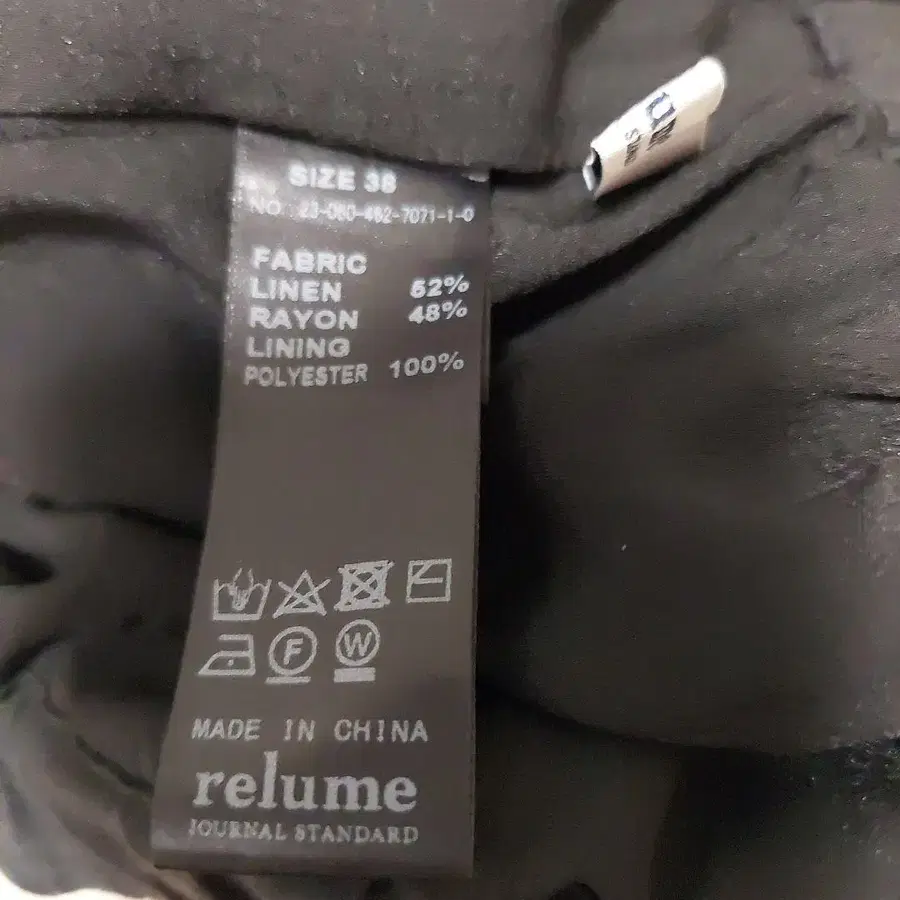 SIZE 38
NO. 23-080-462-7071-1-0
FABRIC
LINEN 52%
RAYON 48%
LINING
POLYESTER 100%
F
W
MADE IN CHINA
relume
JOURNAL STANDARD